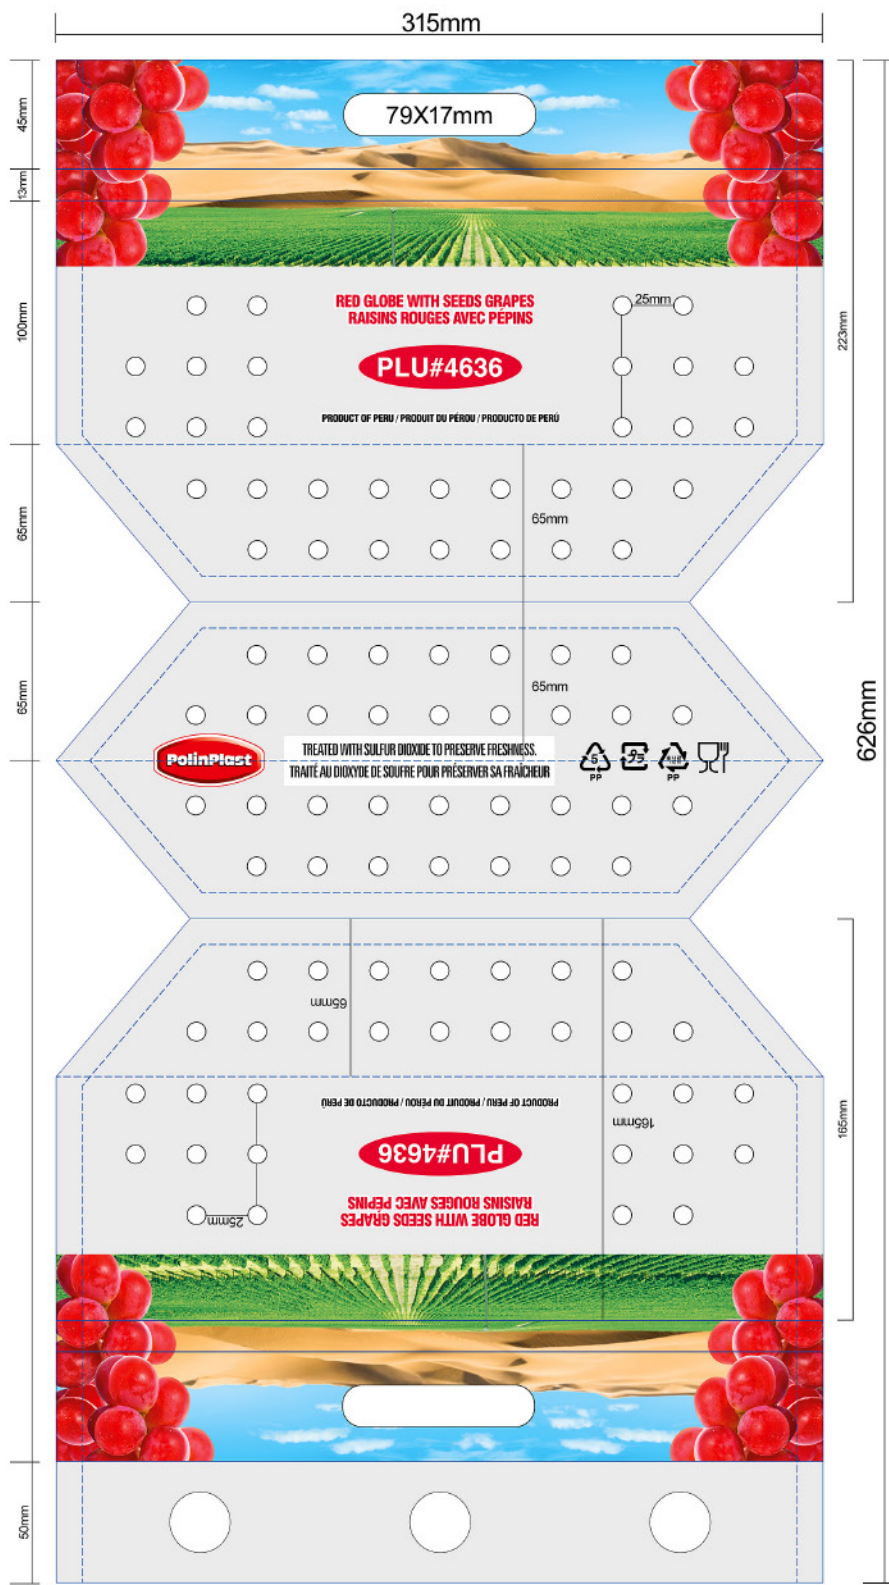 315mm
45mm
79X17mm
13mm
RED GLOBE WITH SEEDS GRAPES
RAISINS ROUGES AVEC PÉPINS
25mm
100mm
223mm
PLU#4636
PRODUCT OF PERU / PRODUIT DU PÉROU / PRODUCTO DE PERÚ
65mm
65mm
65mm
65mm
626mm
PolinPlast
TREATED WITH SULFUR DIOXIDE TO PRESERVE FRESHNESS.
TRAITÉ AU DIOXYDE DE SOUFRE POUR PRÉSERVER SA FRAÎCHEUR
5
PP
プラ
PP
65mm
PRODUCT OF PERU / PRODUIT DU PÉROU / PRODUCTO DE PERÚ
165mm
165mm
PLU#4636
25mm
RED GLOBE WITH SEEDS GRAPES
RAISINS ROUGES AVEC PÉPINS
50mm